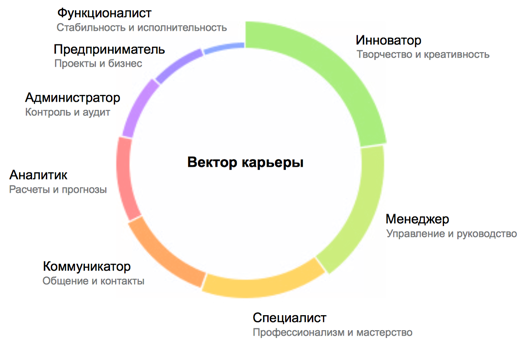 Функционалист
Стабильность и исполнительность
Предприниматель
Проекты и бизнес
Администратор
Контроль и аудит
Аналитик
Расчеты и прогнозы
Коммуникатор
Общение и контакты
Вектор карьеры
Инноватор
Творчество и креативность
Менеджер
Управление и руководство
Специалист
Профессионализм и мастерство